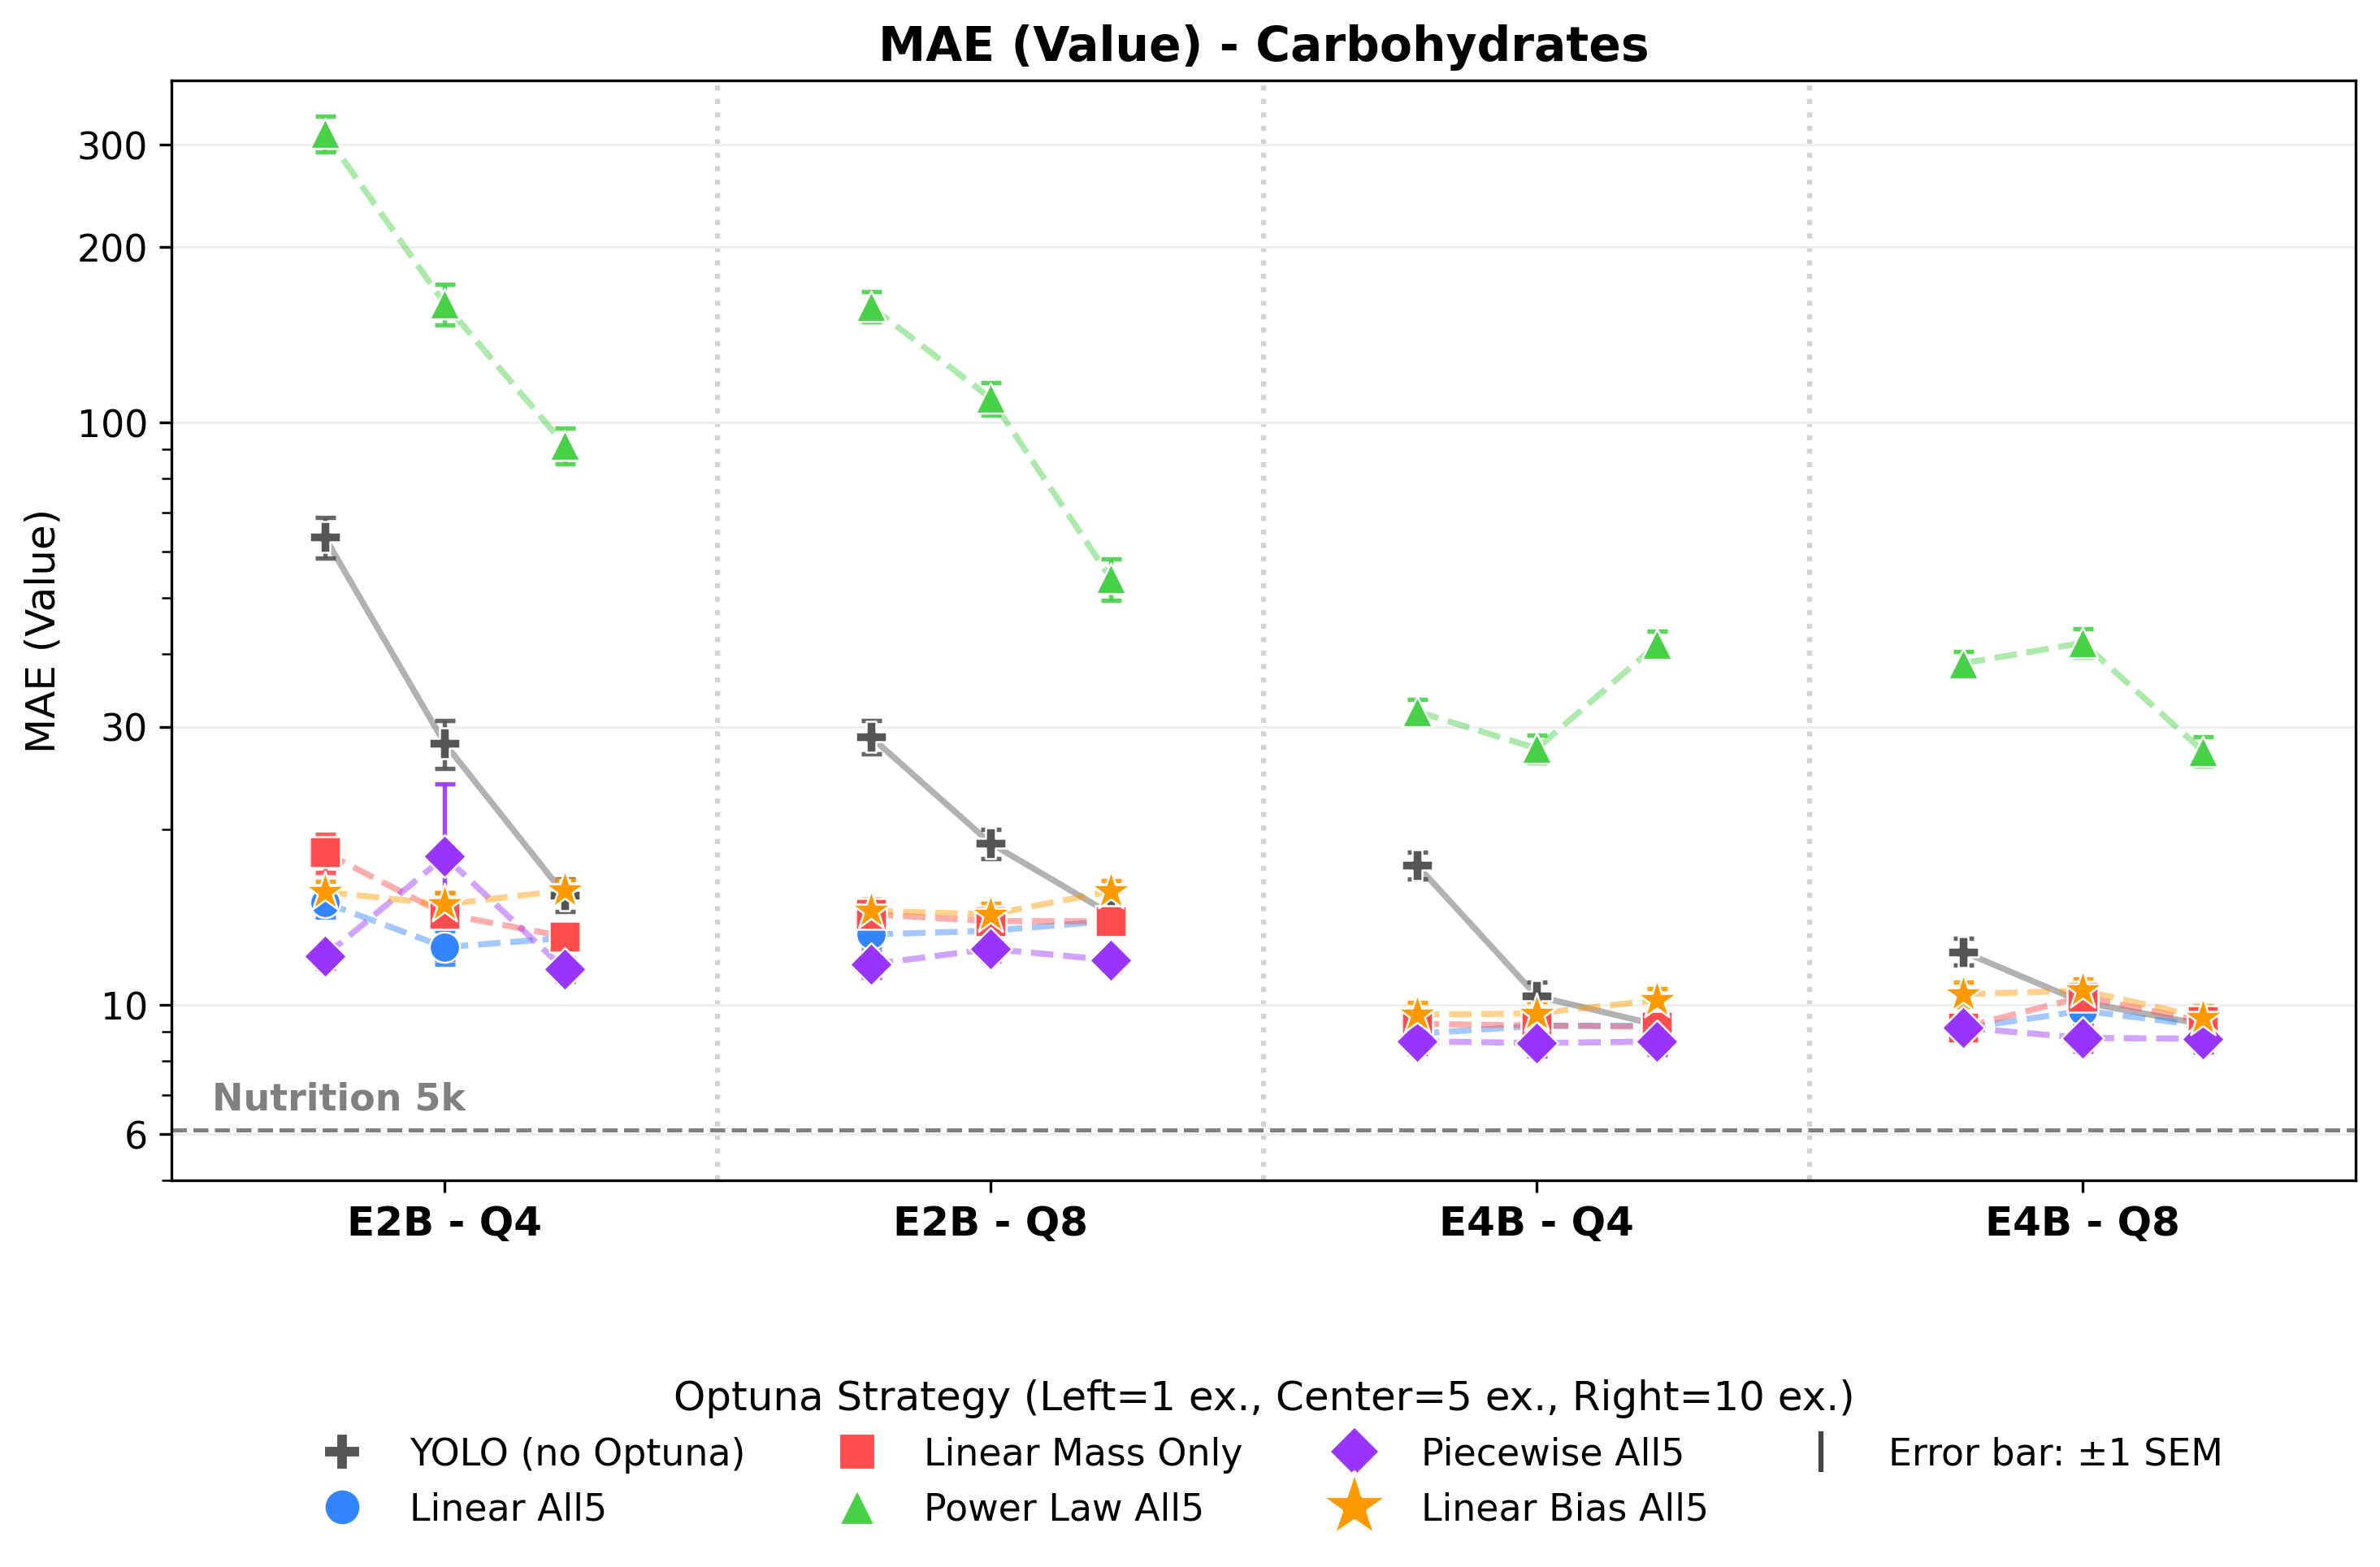 MAE (Value) - Carbohydrates
MAE (Value)
300
200
100
30
10
6
Nutrition 5k
E2B - Q4
E2B - Q8
E4B - Q4
E4B - Q8
Optuna Strategy (Left=1 ex., Center=5 ex., Right=10 ex.)
YOLO (no Optuna)
Linear All5
Linear Mass Only
Power Law All5
Piecewise All5
Linear Bias All5
Error bar: ±1 SEM